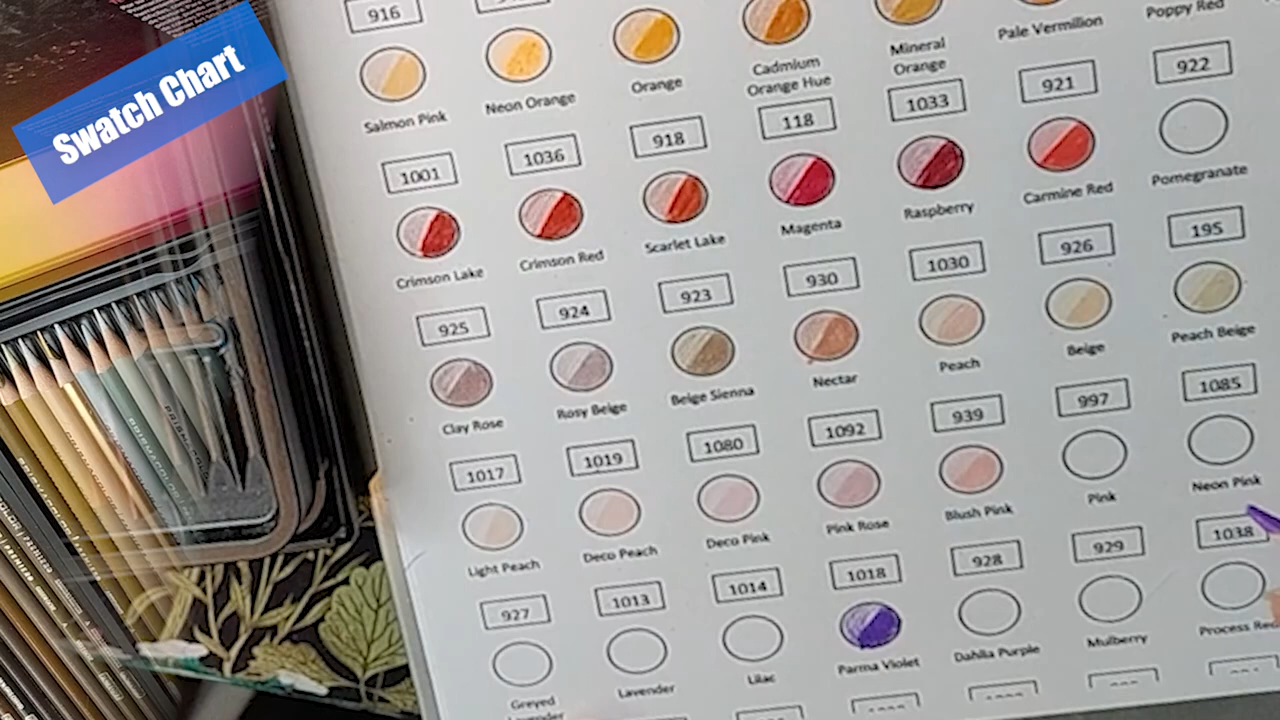 Swatch Chart
916
Salmon Pink
Neon Orange
Orange
Cadmium
Orange Hue
Mineral
Orange
Pale Vermilion
Poppy Red
1001
1036
918
118
1033
921
922
Crimson Lake
Crimson Red
Scarlet Lake
Magenta
Raspberry
Carmine Red
Pomegranate
925
924
923
930
1030
926
195
Clay Rose
Rosy Beige
Beige Sienna
Nectar
Peach
Beige
Peach Beige
1017
1019
1080
1092
939
997
1085
Light Peach
Deco Peach
Deco Pink
Pink Rose
Blush Pink
Pink
Neon Pink
927
1013
1014
1018
928
929
1038
Greyed
Lavender
Lavender
Lilac
Parma Violet
Dahlia Purple
Mulberry
Process Red